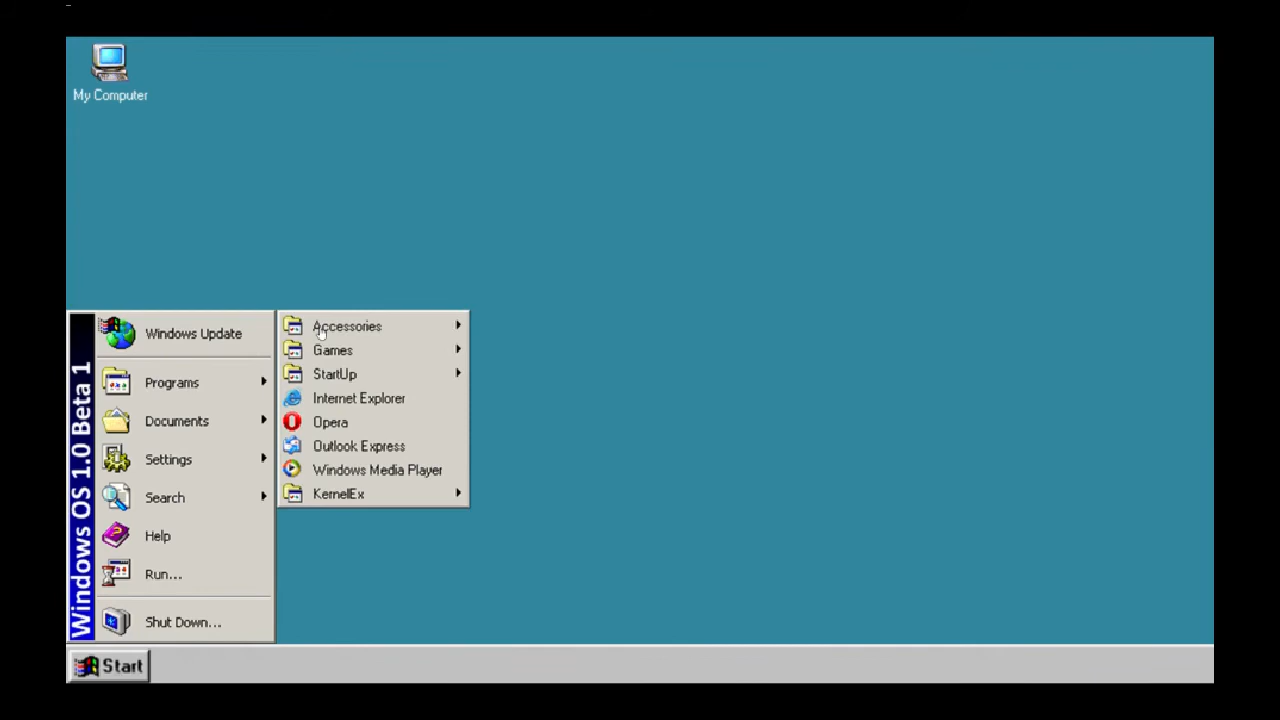 My Computer
Windows Update
Programs
Documents
Settings
Search
Help
Run...
Shut Down...
Windows OS 1.0 Beta 1
Accessories
Games
StartUp
Internet Explorer
Opera
Outlook Express
Windows Media Player
KernelEx
Start